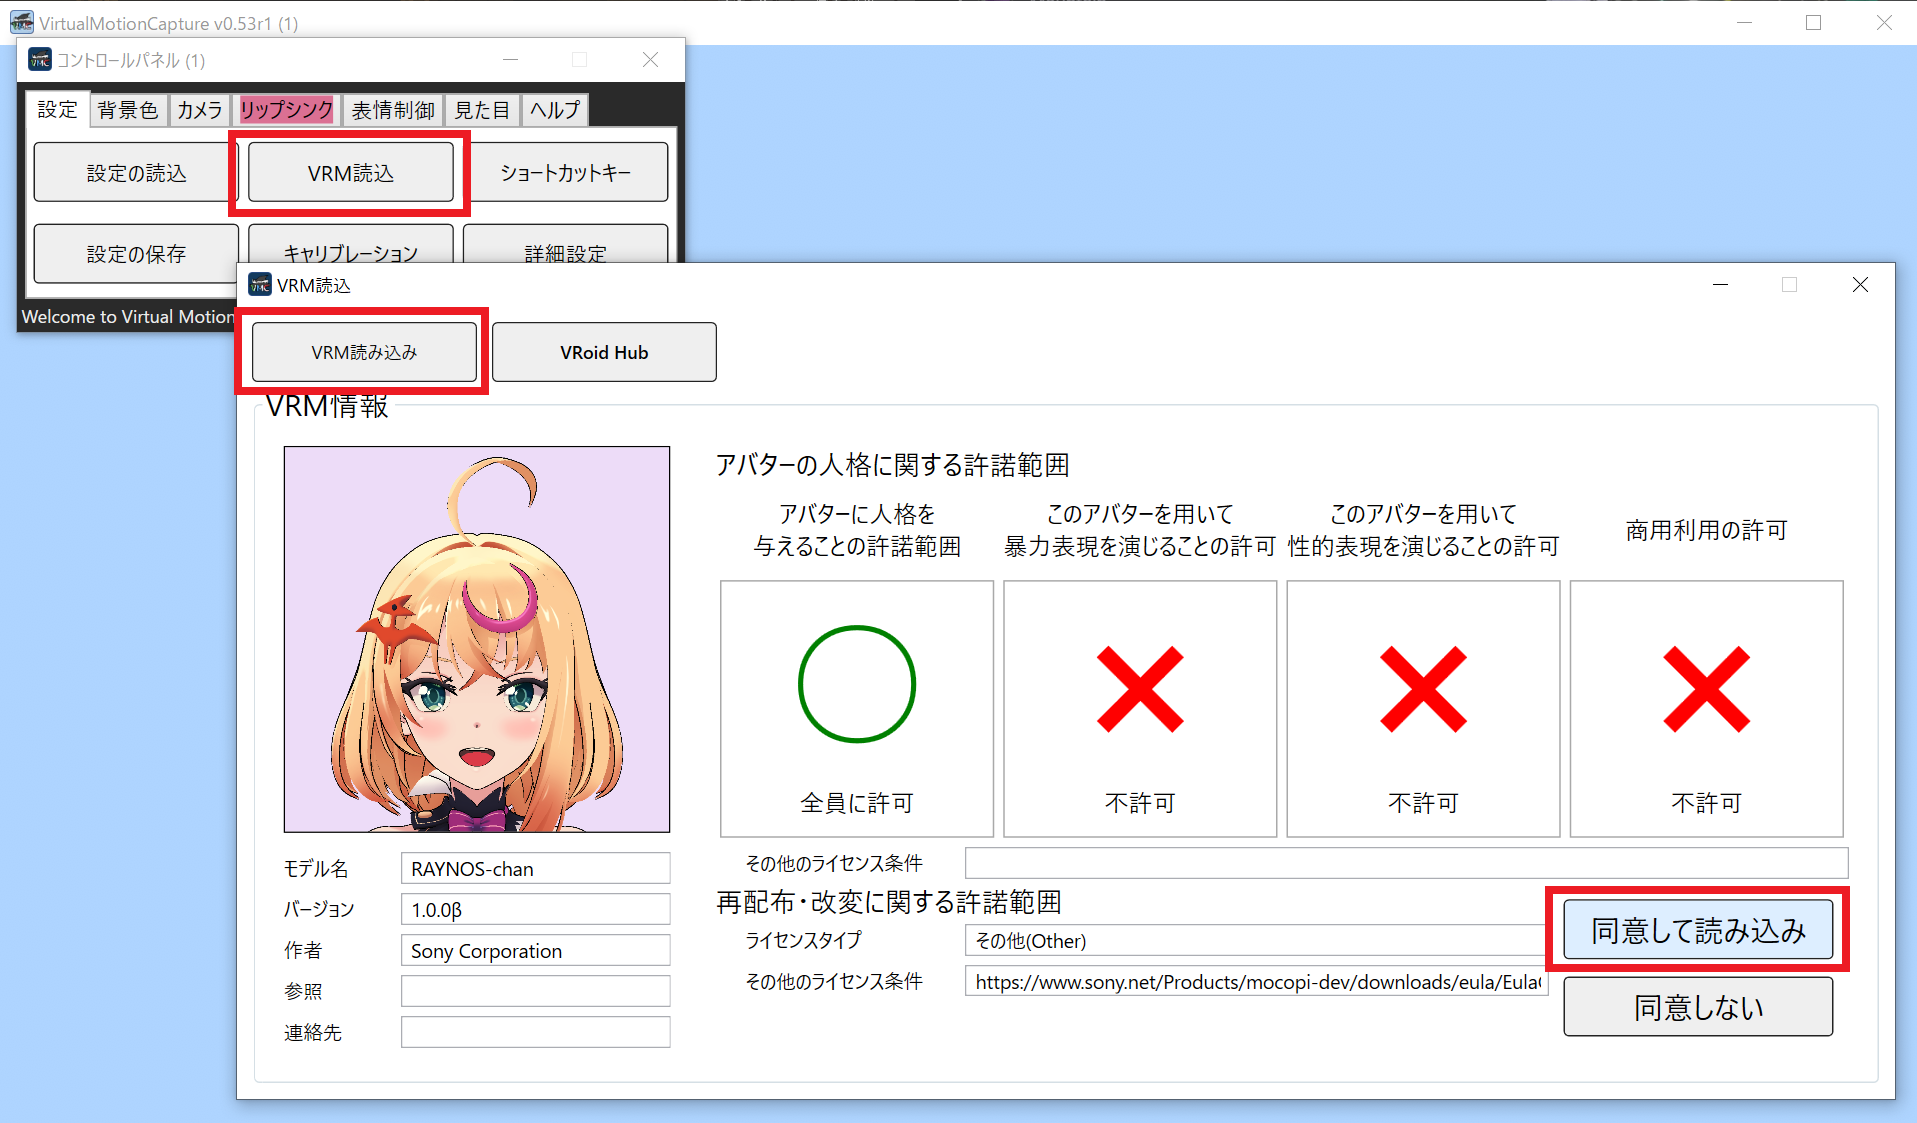 VirtualMotionCapture v0.53r1 (1)
コントロールパネル (1)
設定 背景色 カメラ リップシンク 表情制御 見た目 ヘルプ
設定の読込 VRM読込 ショートカットキー
設定の保存 キャリブレーション 詳細設定
Welcome to Virtual Motion
VRM読込
VRM読み込み VRoid Hub
VRM情報
アバターの人格に関する許諾範囲
アバターに人格を
与えることの許諾範囲
このアバターを用いて
暴力表現を演じることの許可
このアバターを用いて
性的表現を演じることの許可
商用利用の許可
全員に許可 不許可 不許可 不許可
モデル名 RAYNOS-chan
バージョン 1.0.0β
作者 Sony Corporation
参照
連絡先
その他のライセンス条件
再配布・改変に関する許諾範囲
ライセンスタイプ その他(Other)
その他のライセンス条件 https://www.sony.net/Products/mocopi-dev/downloads/eula/Eula
同意して読み込み
同意しない